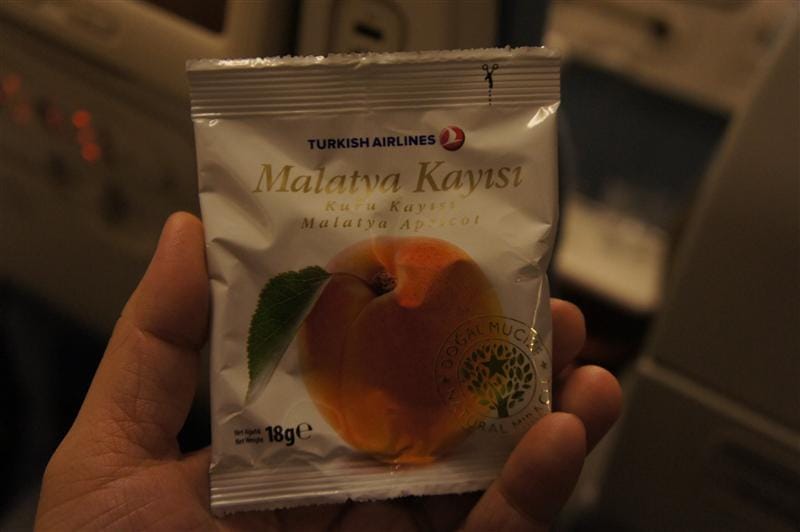 TURKISH AIRLINES
Malatya Kayısı
Kuru Kayısı
Malatya Apricot
DOĞAL MUCİZE
NATURAL MIRACLE
Net Ağırlık
Net Weight 18g℮